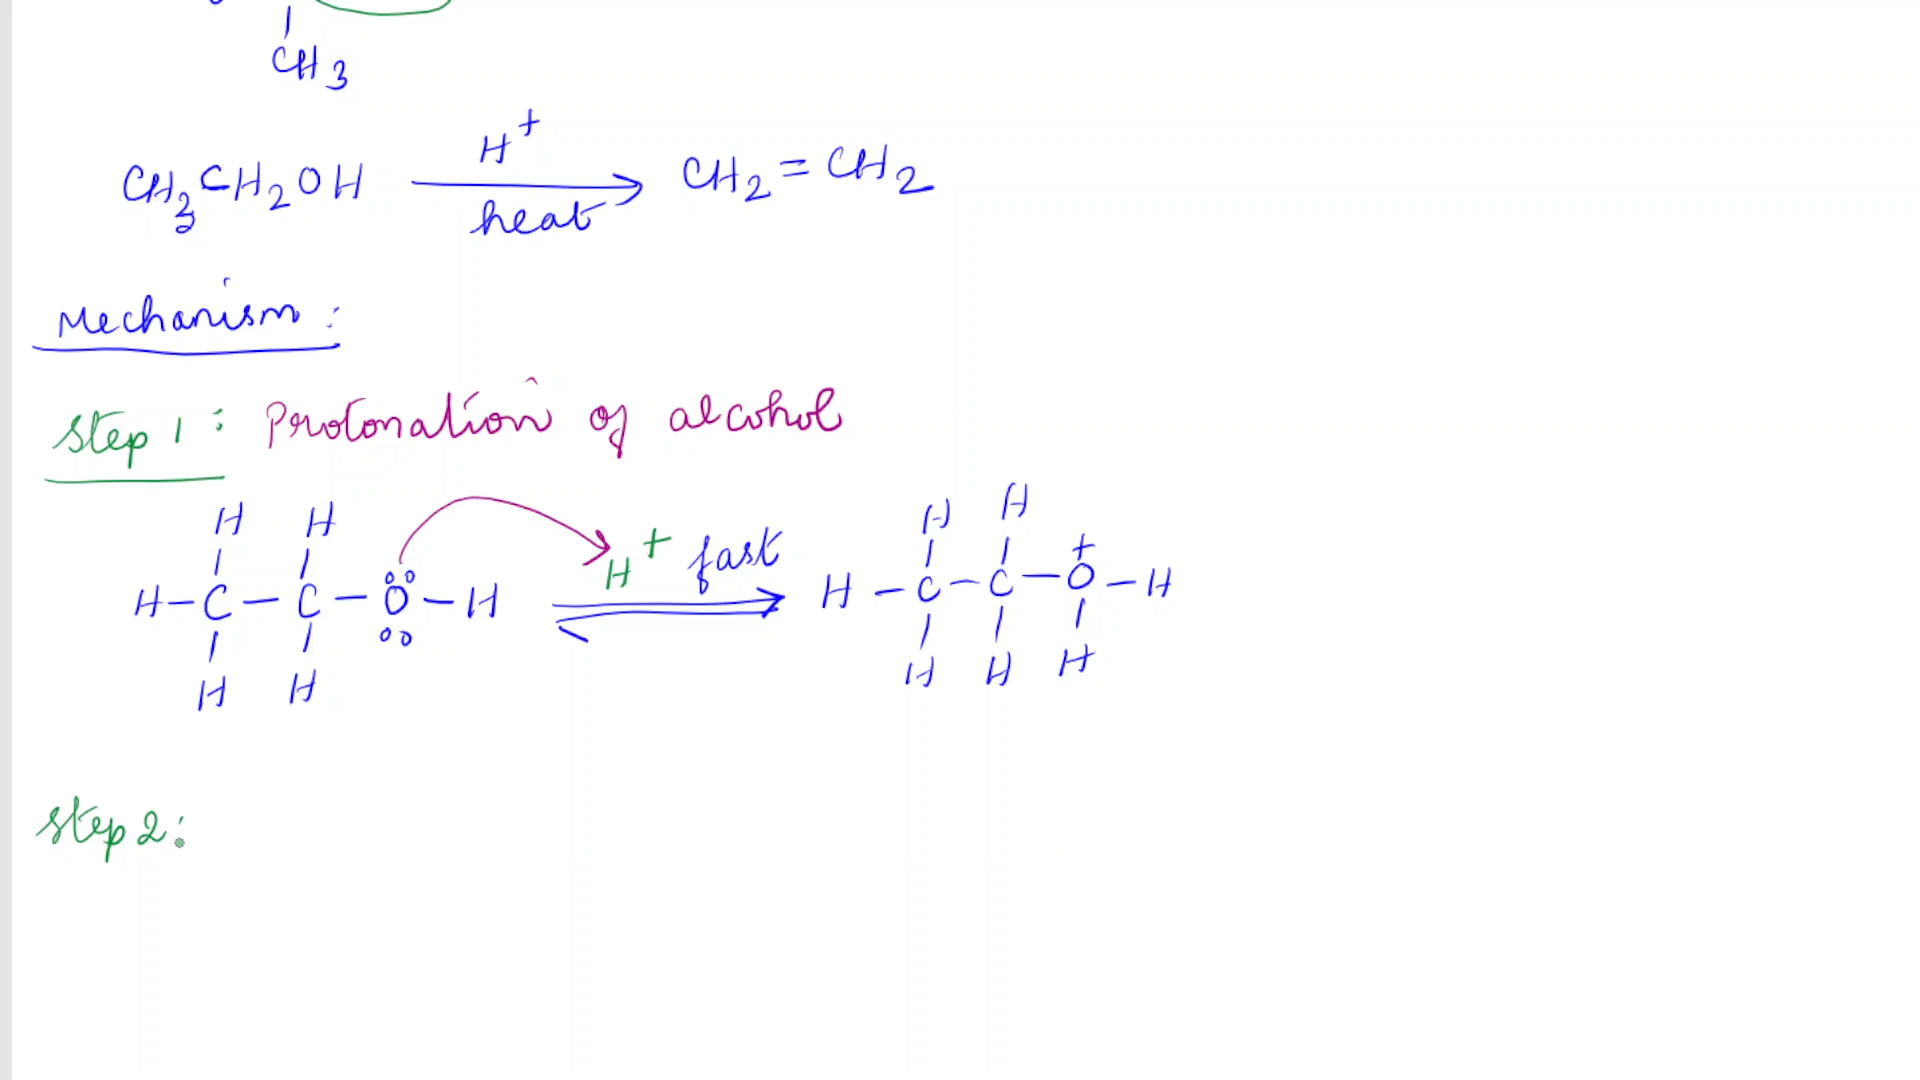 CH3
H+
CH3CH2OH → CH2=CH2
heat
Mechanism:
Step 1: Protonation of alcohol
H H H H
H-C-C-O-H H+ fast H-C-C-O+-H
H H H H H
Step 2: